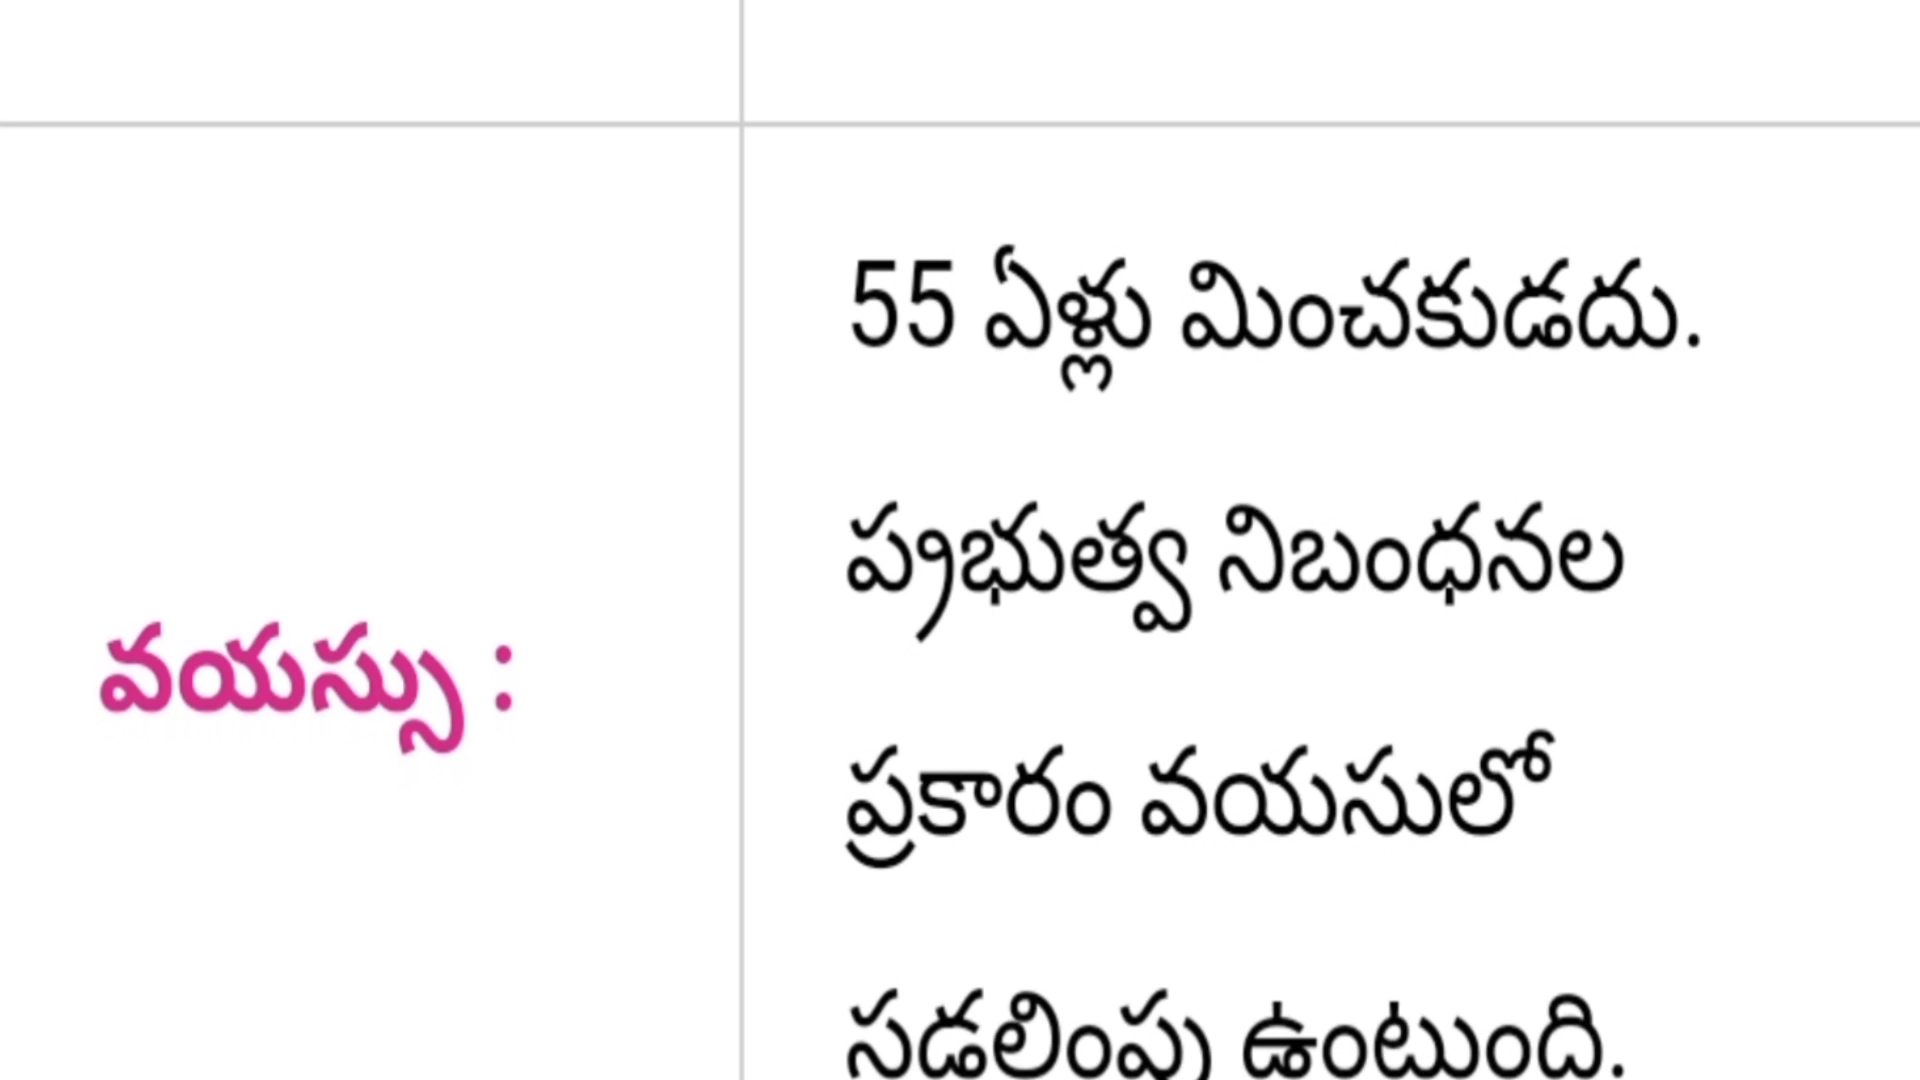 55 ఏళ్లు మించకుడదు.
ప్రభుత్వ నిబంధనల
వయస్సు :
ప్రకారం వయసులో
సడలింపు ఉంటుంది.